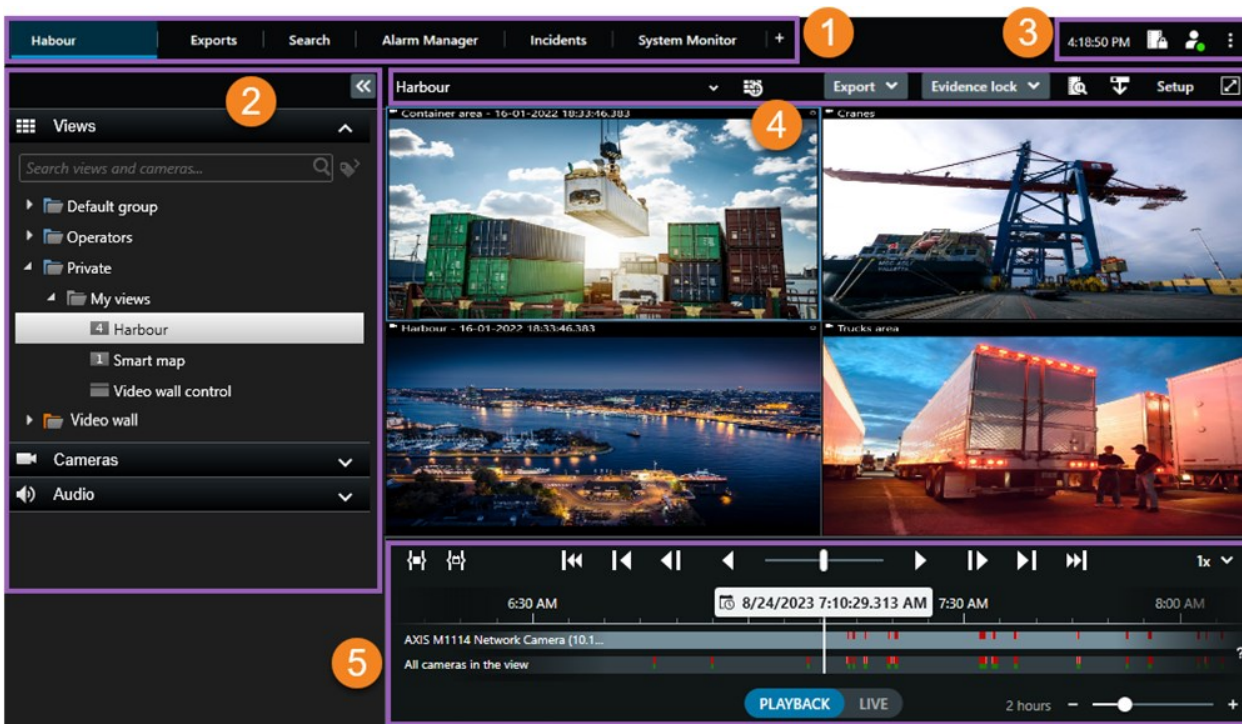 Habour Exports Search Alarm Manager Incidents System Monitor +
1
3
4:18:50 PM
2
Harbour Export Evidence lock Setup
4
Views
Search views and cameras...
Default group
Operators
Private
My views
4 Harbour
1 Smart map
Video wall control
Video wall
Cameras
Audio
Container area - 16-01-2022 18:33:46.383
Cranes
Harbour - 16-01-2022 18:33:46.383
Trucks area
1x
6:30 AM 8/24/2023 7:10:29.313 AM 7:30 AM 8:00 AM
AXIS M1114 Network Camera (10.1...
All cameras in the view
?
5
PLAYBACK LIVE 2 hours - +